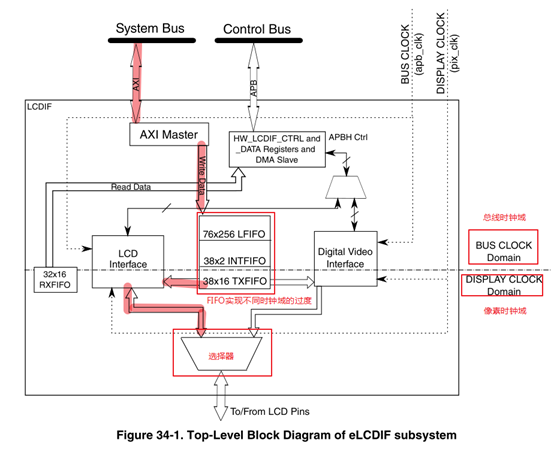 System Bus
Control Bus
BUS CLOCK
(apb_clk)
DISPLAY CLOCK
(pix_clk)
AXI
APB
LCDIF
AXI Master
HW_LCDIF_CTRL and
_DATA Registers and
DMA Slave
APBH Ctrl
Write Data
Read Data
76x256 LFIFO
38x2 INTFIFO
38x16 TXFIFO
LCD
Interface
Digital Video
Interface
32x16
RXFIFO
总线时钟域
BUS CLOCK
Domain
DISPLAY CLOCK
Domain
像素时钟域
FIFO实现不同时钟域的过度
选择器
To/From LCD Pins
Figure 34-1. Top-Level Block Diagram of eLCDIF subsystem